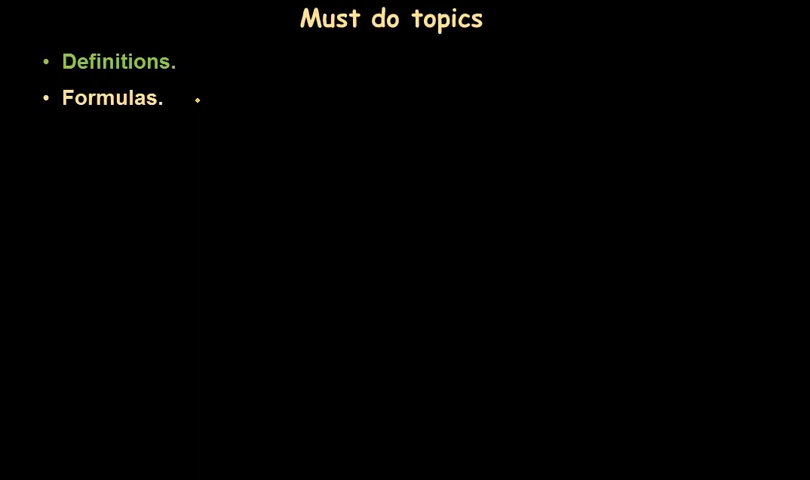 Must do topics
• Definitions.
• Formulas.